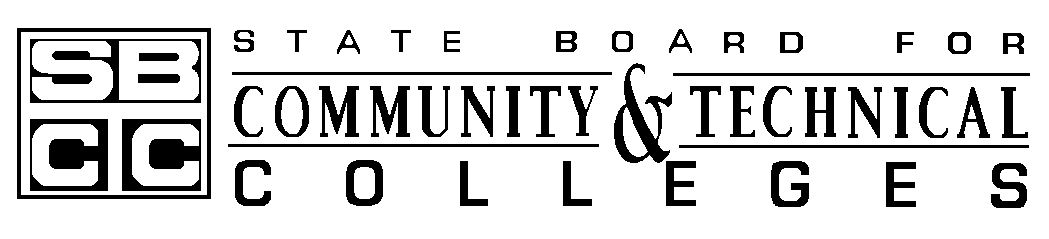 SB
CC
STATE BOARD FOR
COMMUNITY & TECHNICAL
COLLEGES